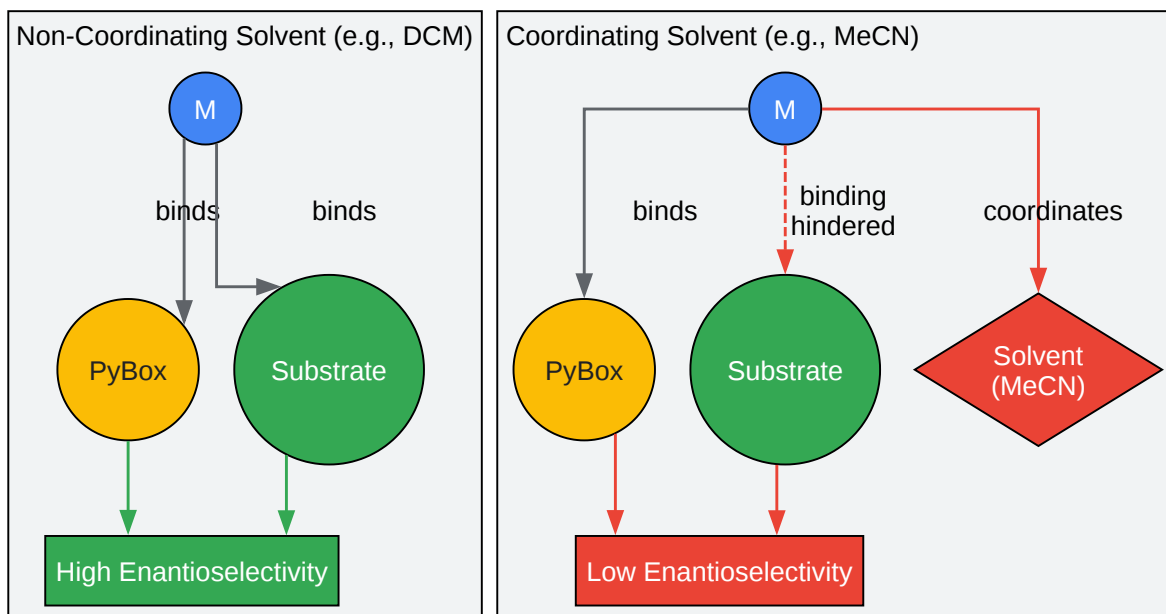 Non-Coordinating Solvent (e.g., DCM)
M
binds
binds
PyBox
Substrate
High Enantioselectivity
Coordinating Solvent (e.g., MeCN)
M
binds
binding
hindered
coordinates
PyBox
Substrate
Solvent
(MeCN)
Low Enantioselectivity